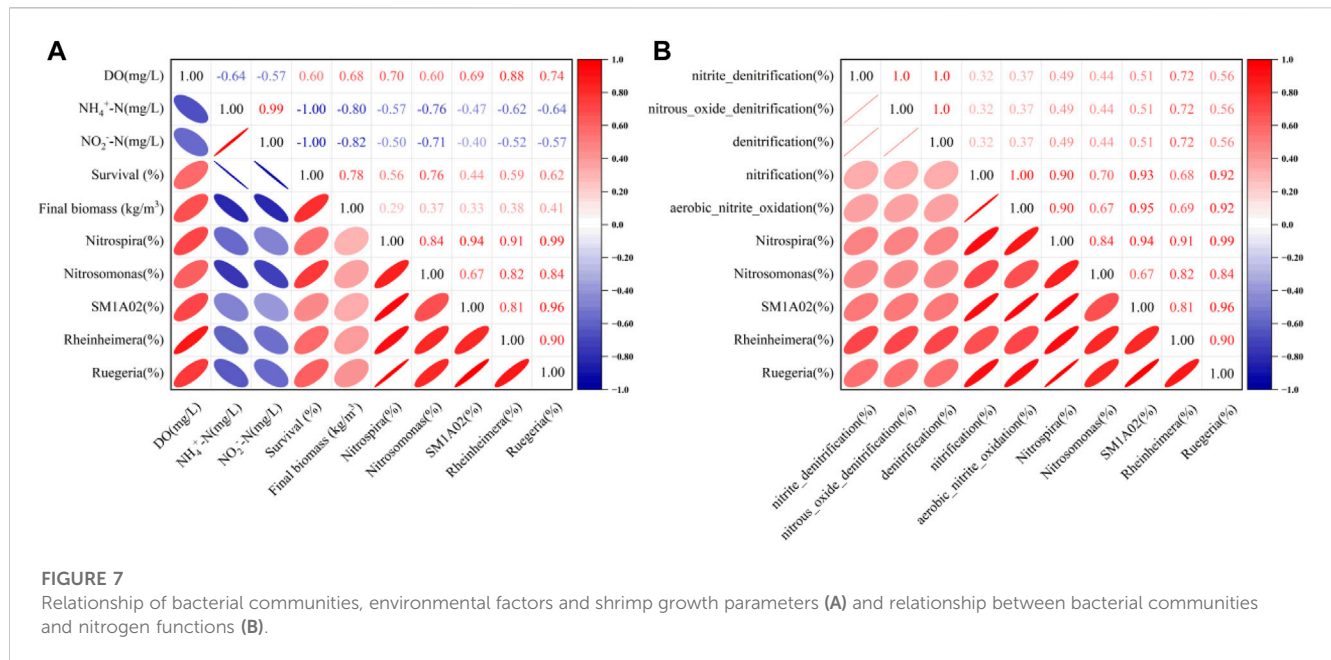 A
DO(mg/L) 1.00 -0.64 -0.57 0.60 0.68 0.70 0.60 0.69 0.88 0.74
NH₄⁺-N(mg/L) 1.00 0.99 -1.00 -0.80 -0.57 -0.76 -0.47 -0.62 -0.64
NO₂⁻-N(mg/L) 1.00 -1.00 -0.82 -0.50 -0.71 -0.40 -0.52 -0.57
Survival (%) 1.00 0.78 0.56 0.76 0.44 0.59 0.62
Final biomass (kg/m³) 1.00 0.29 0.37 0.33 0.38 0.41
Nitrospira(%) 1.00 0.84 0.94 0.91 0.99
Nitrosomonas(%) 1.00 0.67 0.82 0.84
SM1A02(%) 1.00 0.81 0.96
Rheinheimera(%) 1.00 0.90
Ruegeria(%) 1.00
DO(mg/L)
NH₄⁺-N(mg/L)
NO₂⁻-N(mg/L)
Survival (%)
Final biomass (kg/m³)
Nitrospira(%)
Nitrosomonas(%)
SM1A02(%)
Rheinheimera(%)
Ruegeria(%)
1.0
0.80
0.60
0.40
0.20
0.0
-0.20
-0.40
-0.60
-0.80
-1.0
B
nitrite_denitrification(%) 1.00 1.0 1.0 0.32 0.37 0.49 0.44 0.51 0.72 0.56
nitrous_oxide_denitrification(%) 1.00 1.0 0.32 0.37 0.49 0.44 0.51 0.72 0.56
denitrification(%) 1.00 0.32 0.37 0.49 0.44 0.51 0.72 0.56
nitrification(%) 1.00 1.00 0.90 0.70 0.93 0.68 0.92
aerobic_nitrite_oxidation(%) 1.00 0.90 0.67 0.95 0.69 0.92
Nitrospira(%) 1.00 0.84 0.94 0.91 0.99
Nitrosomonas(%) 1.00 0.67 0.82 0.84
SM1A02(%) 1.00 0.81 0.96
Rheinheimera(%) 1.00 0.90
Ruegeria(%) 1.00
nitrite_denitrification(%)
nitrous_oxide_denitrification(%)
denitrification(%)
nitrification(%)
aerobic_nitrite_oxidation(%)
Nitrospira(%)
Nitrosomonas(%)
SM1A02(%)
Rheinheimera(%)
Ruegeria(%)
1.0
0.80
0.60
0.40
0.20
0.0
-0.20
-0.40
-0.60
-0.80
-1.0
FIGURE 7
Relationship of bacterial communities, environmental factors and shrimp growth parameters (A) and relationship between bacterial communities
and nitrogen functions (B).